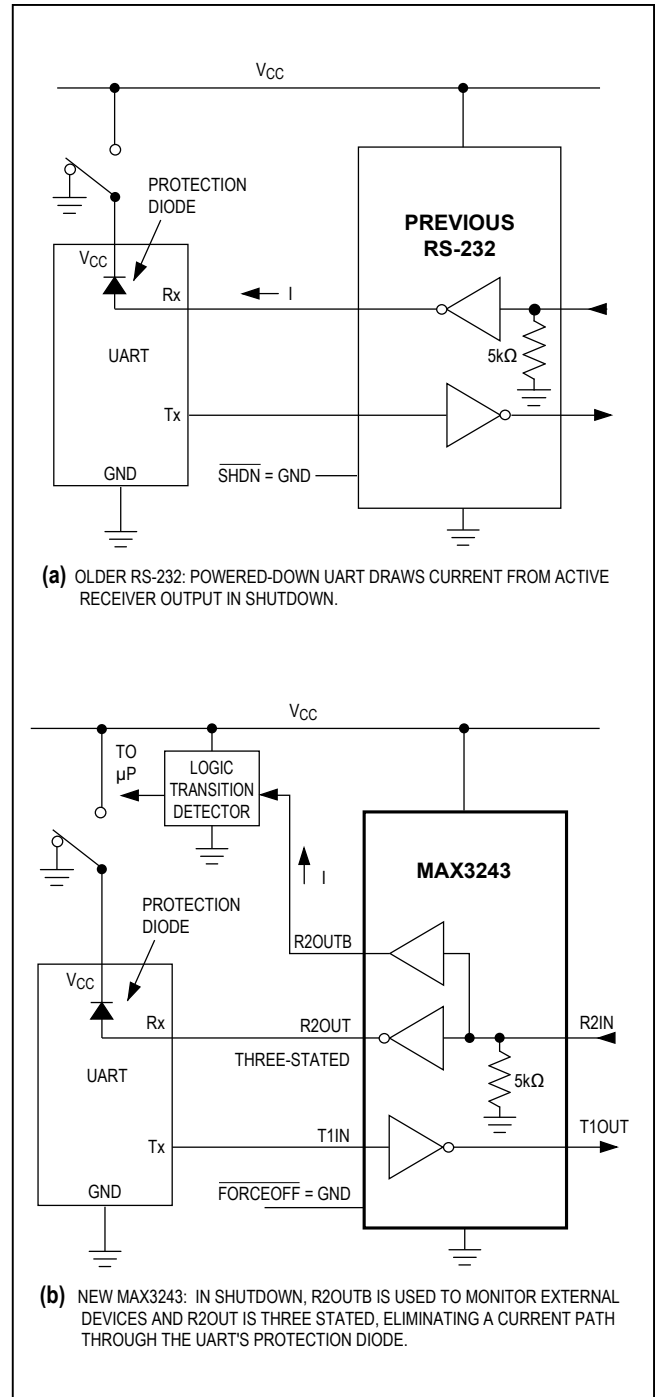 VCC
PROTECTION
DIODE
PREVIOUS
RS-232
VCC
Rx
I
5kΩ
UART
Tx
GND
SHDN = GND
(a) OLDER RS-232: POWERED-DOWN UART DRAWS CURRENT FROM ACTIVE
RECEIVER OUTPUT IN SHUTDOWN.
VCC
TO
µP
LOGIC
TRANSITION
DETECTOR
MAX3243
I
PROTECTION
DIODE
R2OUTB
VCC
Rx
R2OUT
R2IN
THREE-STATED
5kΩ
UART
Tx
T1IN
T1OUT
GND
FORCEOFF = GND
(b) NEW MAX3243: IN SHUTDOWN, R2OUTB IS USED TO MONITOR EXTERNAL
DEVICES AND R2OUT IS THREE STATED, ELIMINATING A CURRENT PATH
THROUGH THE UART'S PROTECTION DIODE.